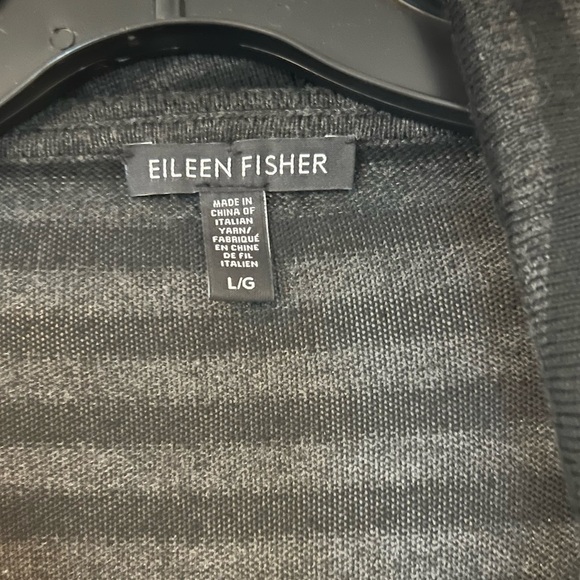 EILEEN FISHER
MADE IN
CHINA OF
ITALIAN
YARN/
FABRIQUÉ
EN CHINE
DE FIL
ITALIEN
L/G